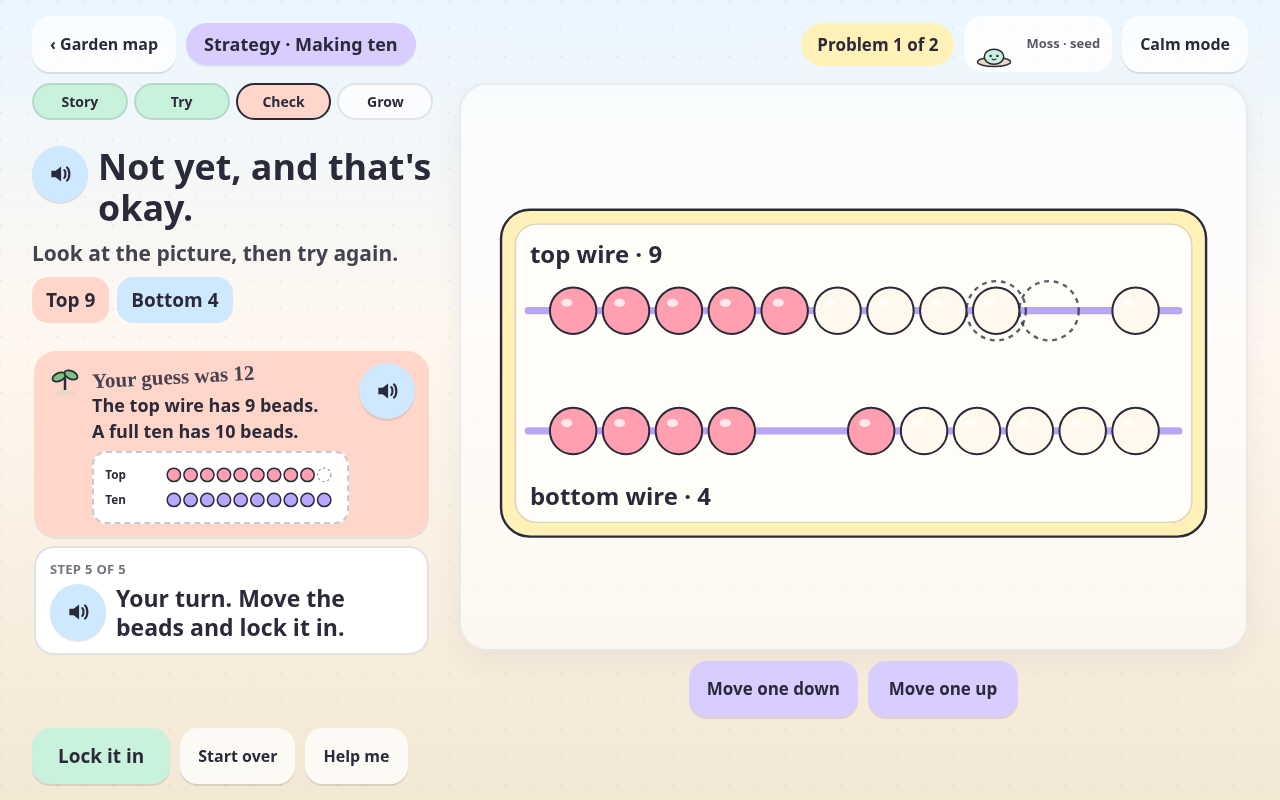 ‹ Garden map
Strategy · Making ten
Problem 1 of 2
Moss · seed
Calm mode
Story
Try
Check
Grow
Not yet, and that's
okay.
Look at the picture, then try again.
Top 9
Bottom 4
Your guess was 12
The top wire has 9 beads.
A full ten has 10 beads.
Top
Ten
STEP 5 OF 5
Your turn. Move the
beads and lock it in.
top wire · 9
bottom wire · 4
Move one down
Move one up
Lock it in
Start over
Help me